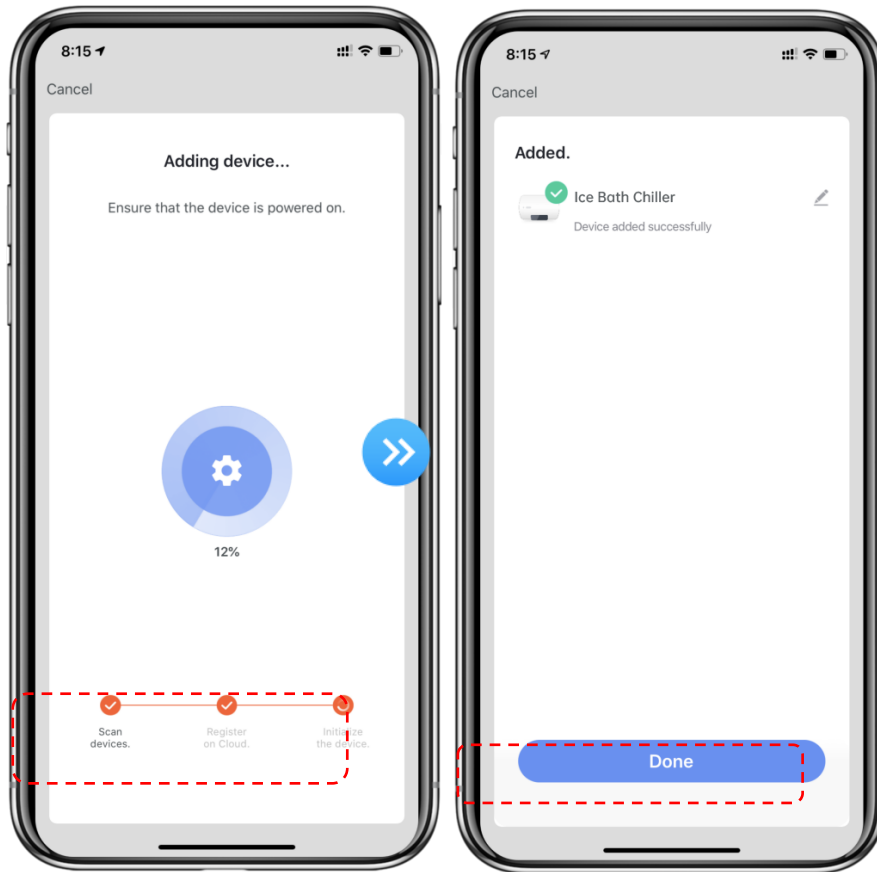 8:15
Cancel
Adding device...
Ensure that the device is powered on.
12%
Scan
devices.
Register
on Cloud.
Initialize
the device.
8:15
Cancel
Added.
Ice Bath Chiller
Device added successfully
Done